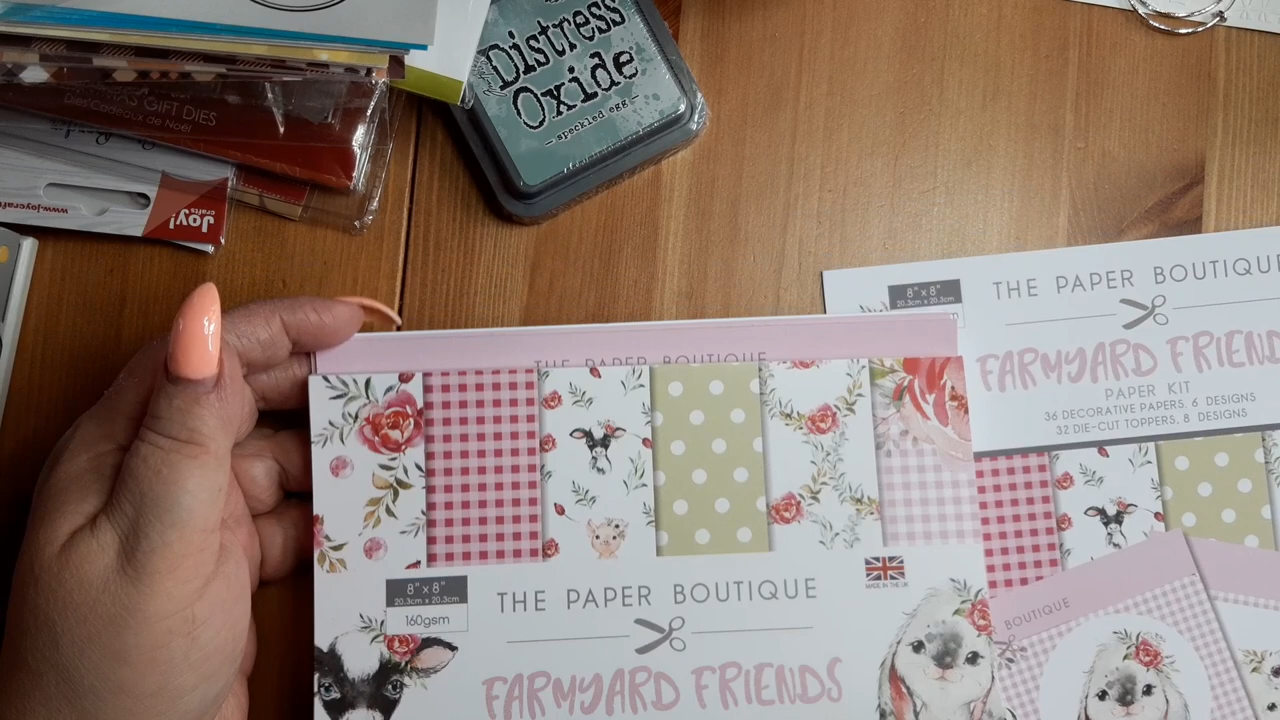 Distress
Oxide
- speckled egg -
GIFT DIES
Dies Cadeaux de Noël
www.joycraf
Joy!
crafts
8" x 8"
20.3cm x 20.3cm
THE PAPER BOUTIQUE
FARMYARD FRIEND
PAPER KIT
36 DECORATIVE PAPERS, 6 DESIGNS
32 DIE-CUT TOPPERS, 8 DESIGNS
THE PAPER BOUTIQUE
8" x 8"
20.3cm x 20.3cm
160gsm
THE PAPER BOUTIQUE
MADE IN THE UK
FARMYARD FRIENDS
BOUTIQUE